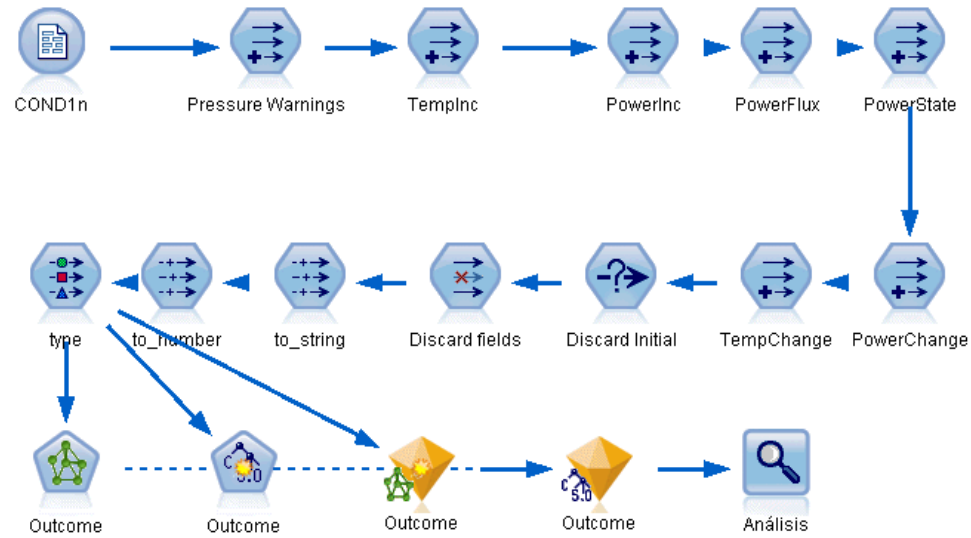 COND1n Pressure Warnings TempInc PowerInc PowerFlux PowerState
type to_number to_string Discard fields Discard Initial TempChange PowerChange
C 5.0
C 5.0
Outcome Outcome Outcome Outcome Análisis